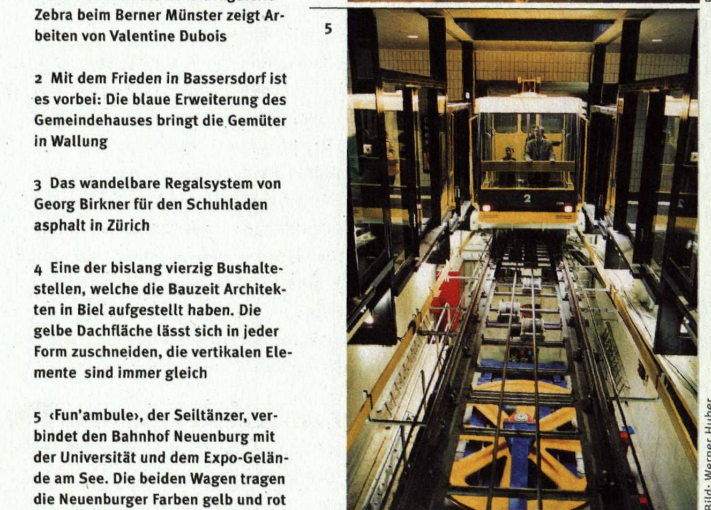 Zebra beim Berner Münster zeigt Ar-
beiten von Valentine Dubois
2 Mit dem Frieden in Bassersdorf ist
es vorbei: Die blaue Erweiterung des
Gemeindehauses bringt die Gemüter
in Wallung
3 Das wandelbare Regalsystem von
Georg Birkner für den Schuhladen
asphalt in Zürich
4 Eine der bislang vierzig Bushalte-
stellen, welche die Bauzeit Architek-
ten in Biel aufgestellt haben. Die
gelbe Dachfläche lässt sich in jeder
Form zuschneiden, die vertikalen Ele-
mente sind immer gleich
5 ‹Fun'ambule›, der Seiltänzer, ver-
bindet den Bahnhof Neuenburg mit
der Universität und dem Expo-Gelän-
de am See. Die beiden Wagen tragen
die Neuenburger Farben gelb und rot
5
2
Bild: Werner Huber